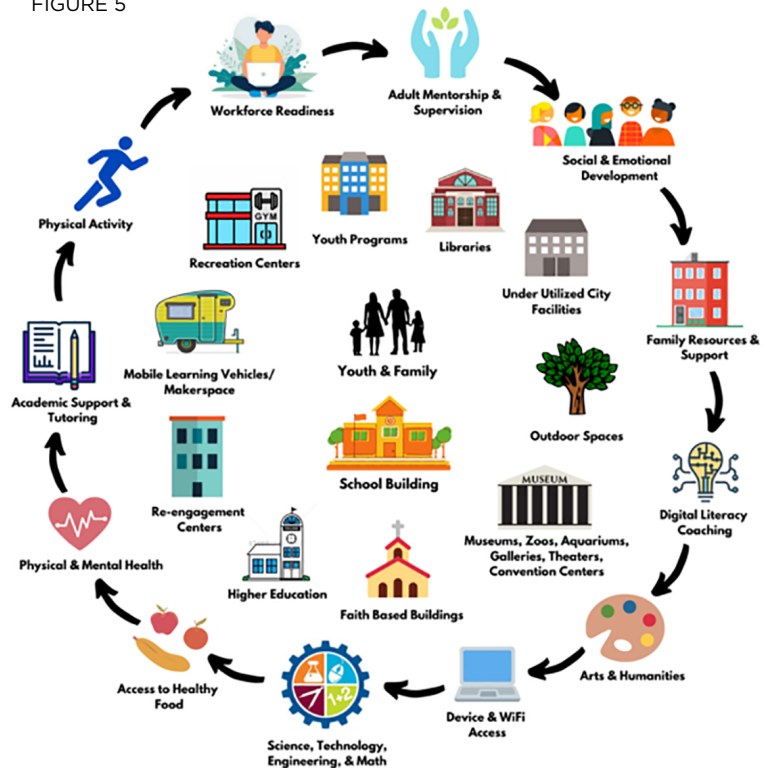 FIGURE 5
Workforce Readiness
Adult Mentorship &
Supervision
Social & Emotional
Development
Physical Activity
GYM
Recreation Centers
Youth Programs
Libraries
Under Utilized City
Facilities
Family Resources &
Support
Mobile Learning Vehicles/
Makerspace
Youth & Family
Outdoor Spaces
Academic Support &
Tutoring
School Building
Re-engagement
Centers
MUSEUM
Museums, Zoos, Aquariums,
Galleries, Theaters,
Convention Centers
Digital Literacy
Coaching
Physical & Mental Health
Higher Education
Faith Based Buildings
Arts & Humanities
Access to Healthy
Food
1+2
Science, Technology,
Engineering, & Math
Device & WiFi
Access